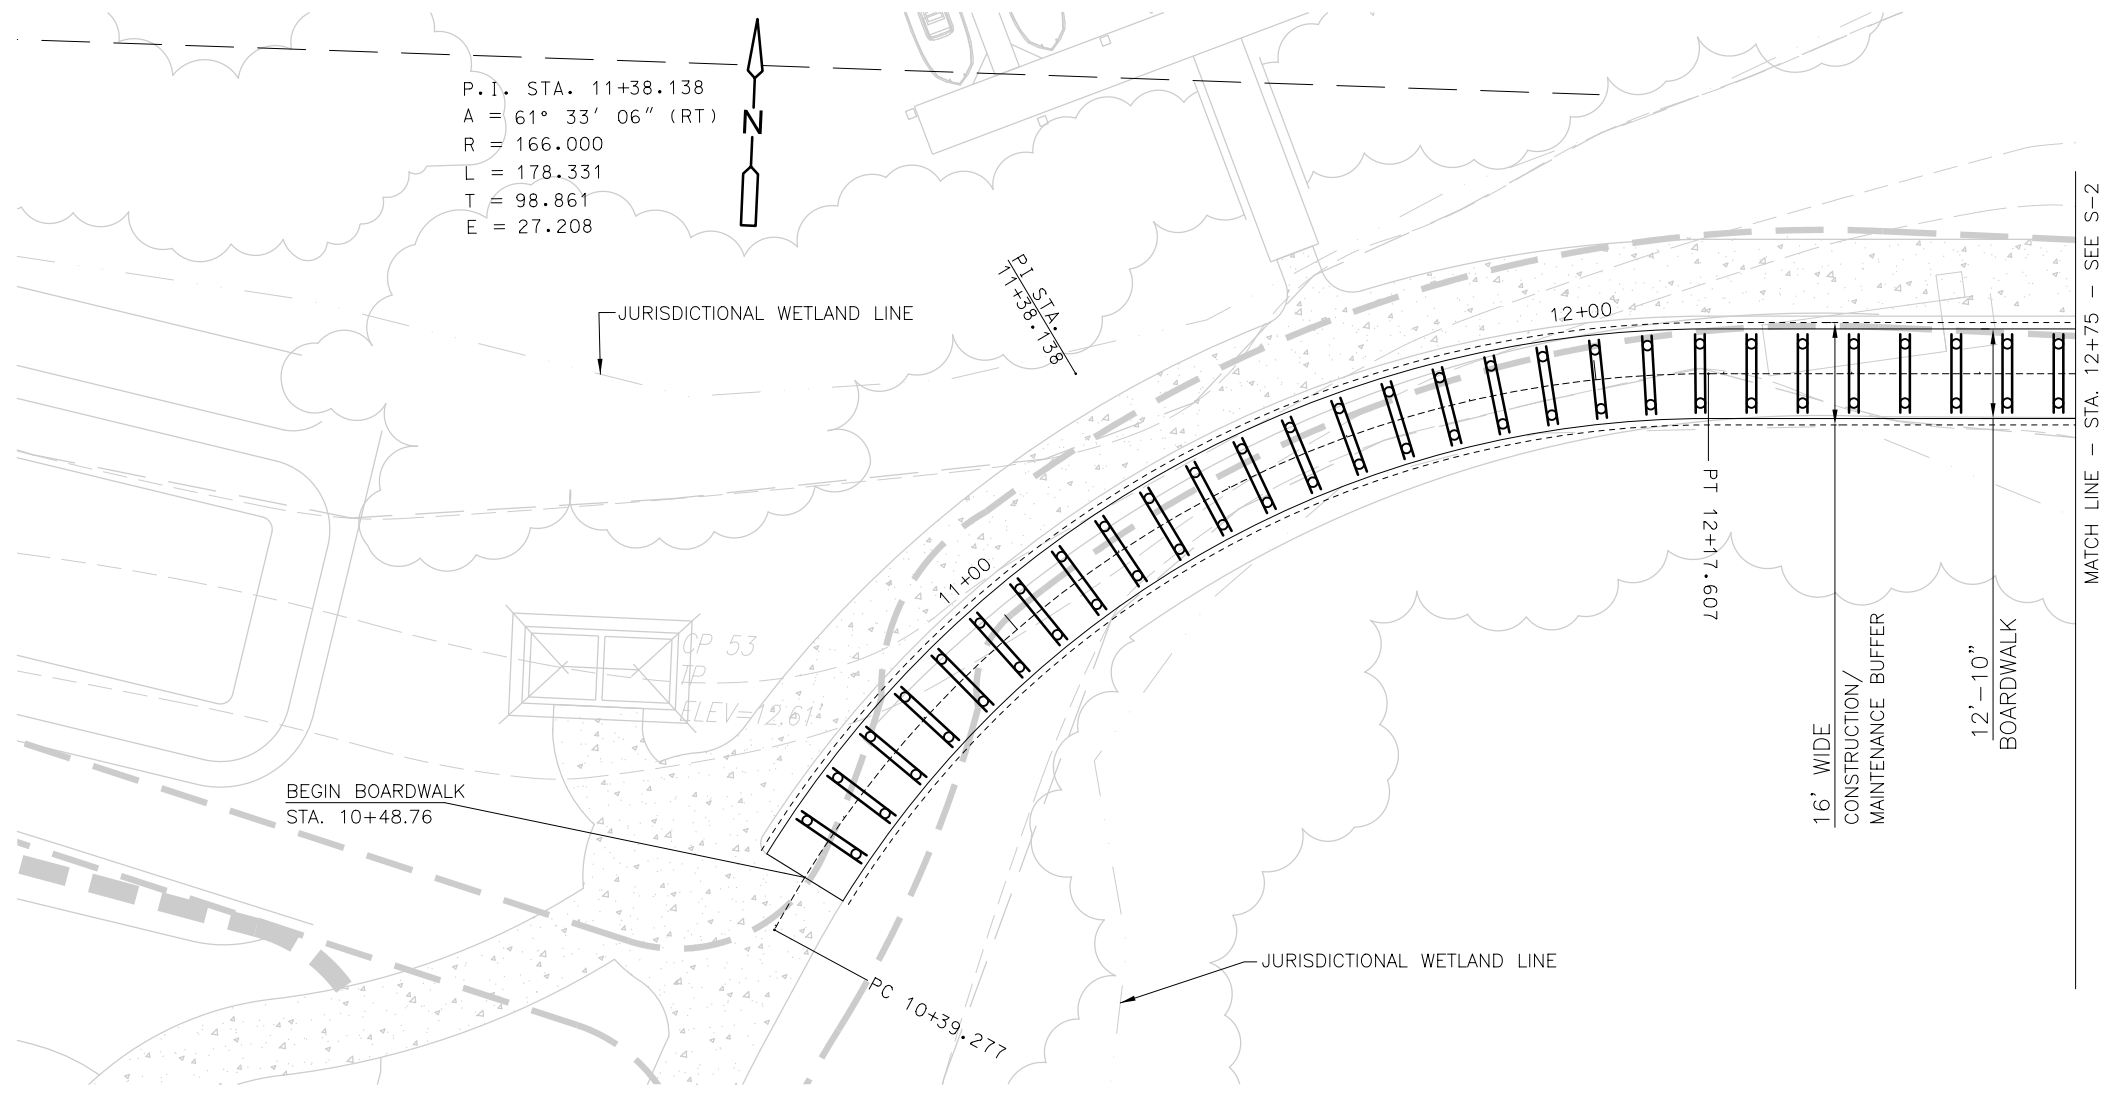 P.I. STA. 11+38.138
A = 61° 33' 06" (RT)
R = 166.000
L = 178.331
T = 98.861
E = 27.208
N
JURISDICTIONAL WETLAND LINE
PI STA.
11+38.138
12+00
11+00
MATCH LINE - STA. 12+75 - SEE S-2
PT 12+17.607
CP 53
TP
ELEV=12.61'
16' WIDE
CONSTRUCTION/
MAINTENANCE BUFFER
12'-10"
BOARDWALK
BEGIN BOARDWALK
STA. 10+48.76
PC 10+39.277
JURISDICTIONAL WETLAND LINE